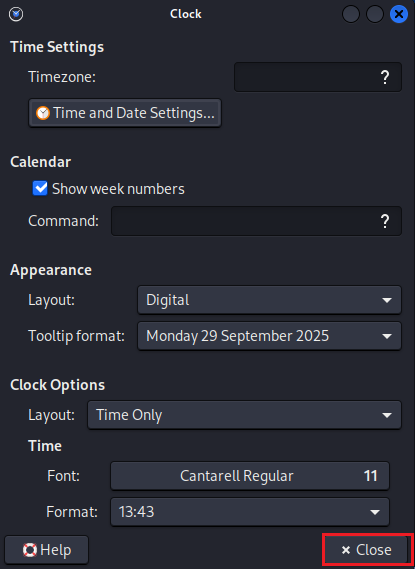 Clock
Time Settings
Timezone: ?
Time and Date Settings...
Calendar
Show week numbers
Command: ?
Appearance
Layout: Digital
Tooltip format: Monday 29 September 2025
Clock Options
Layout: Time Only
Time
Font: Cantarell Regular 11
Format: 13:43
Help × Close